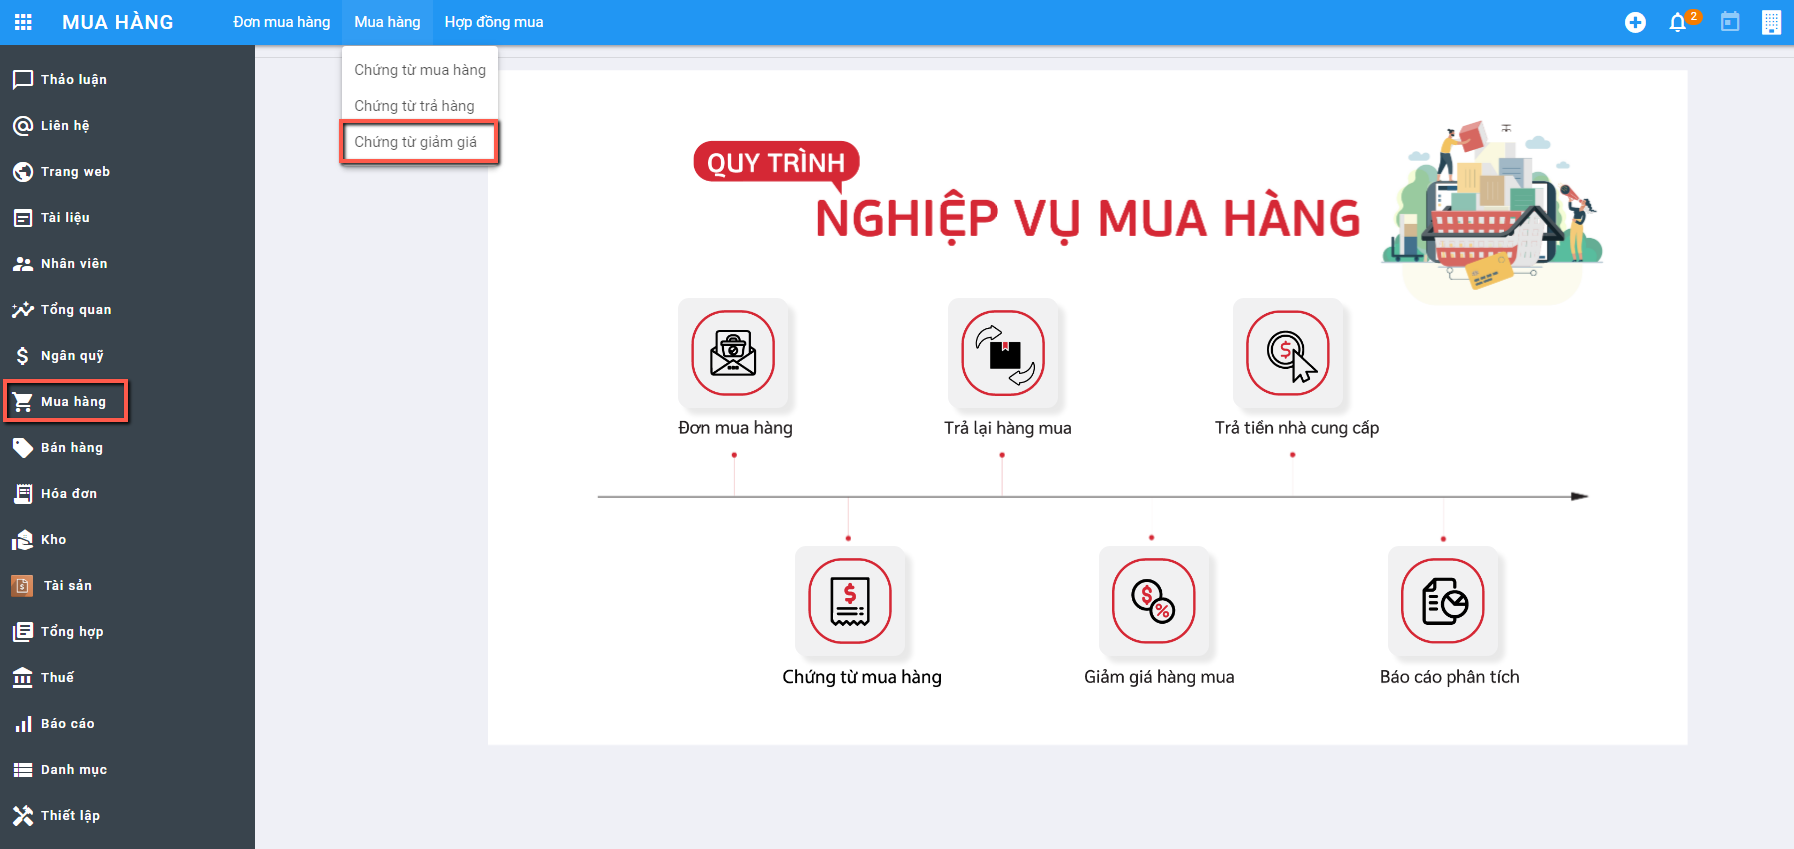 MUA HÀNG
Đơn mua hàng
Mua hàng
Hợp đồng mua
2
Chứng từ mua hàng
Chứng từ trả hàng
Chứng từ giảm giá
Thảo luận
Liên hệ
Trang web
Tài liệu
Nhân viên
Tổng quan
Ngân quỹ
Mua hàng
Bán hàng
Hóa đơn
Kho
Tài sản
Tổng hợp
Thuế
Báo cáo
Danh mục
Thiết lập
QUY TRÌNH
NGHIỆP VỤ MUA HÀNG
Đơn mua hàng
Trả lại hàng mua
Trả tiền nhà cung cấp
Chứng từ mua hàng
Giảm giá hàng mua
Báo cáo phân tích